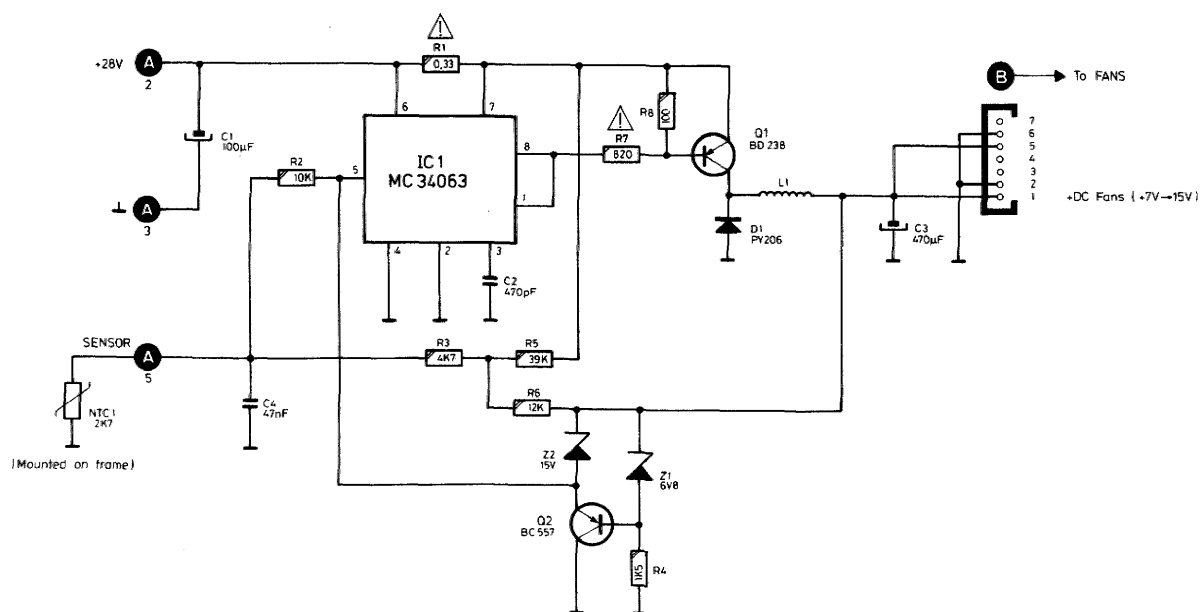 +28V
A
2
R1
0,33
B
To FANS
6
7
C1
100µF
R8
100
Q1
BD 238
7
6
5
4
3
2
1
R2
10K
5
IC1
MC 34063
8
1
R7
820
L1
+DC Fans (+7V→15V)
A
3
4
2
3
C2
470pF
D1
PY206
C3
470µF
SENSOR
A
5
R3
4K7
R5
39K
NTC1
2K7
C4
47nF
R6
12K
(Mounted on frame)
Z2
15V
Z1
6V8
Q2
BC 557
R4
1K5